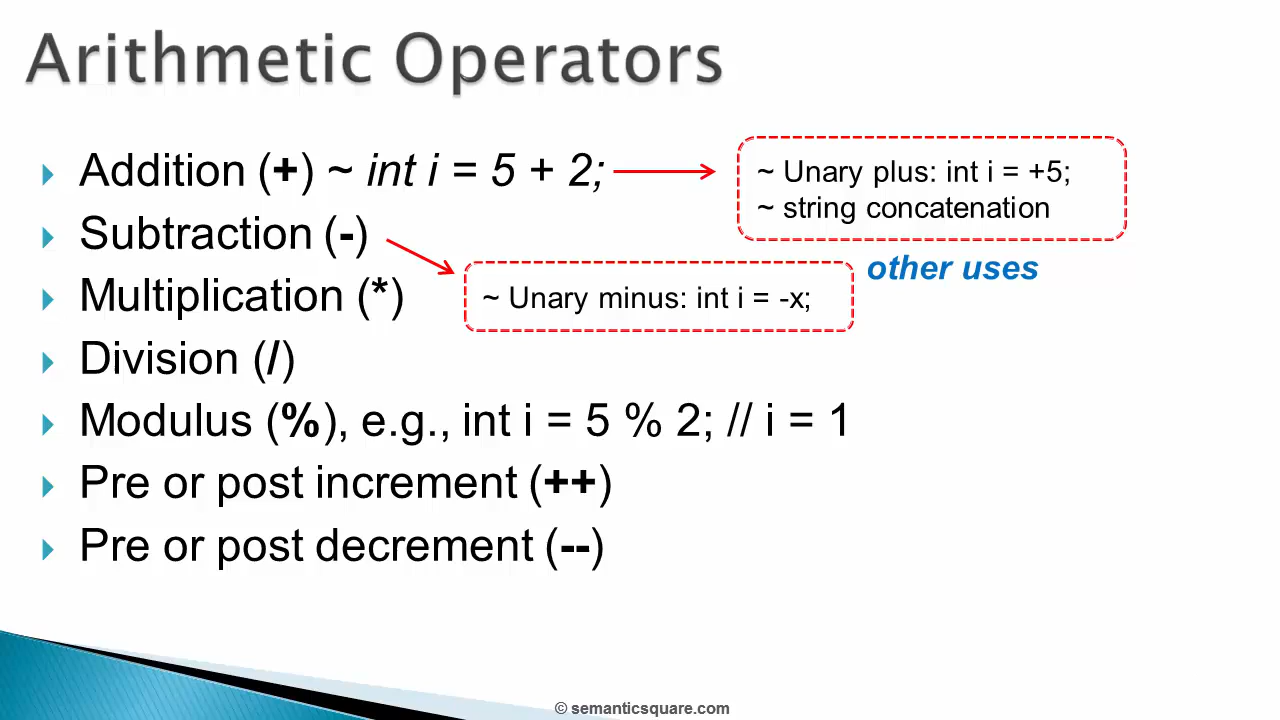 Arithmetic Operators
Addition (+) ~ int i = 5 + 2;
~ Unary plus: int i = +5;
~ string concatenation
other uses
Subtraction (-)
~ Unary minus: int i = -x;
Multiplication (*)
Division (/)
Modulus (%), e.g., int i = 5 % 2; // i = 1
Pre or post increment (++)
Pre or post decrement (--)
© semanticsquare.com